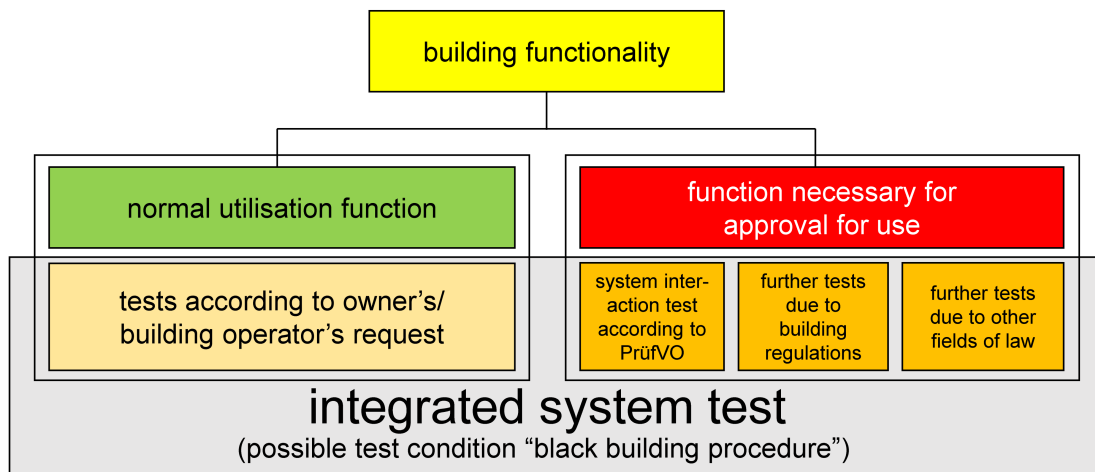 building functionality
normal utilisation function
function necessary for
approval for use
tests according to owner’s/
building operator’s request
system inter-
action test
according to
PrüfVO
further tests
due to
building
regulations
further tests
due to other
fields of law
integrated system test
(possible test condition “black building procedure”)